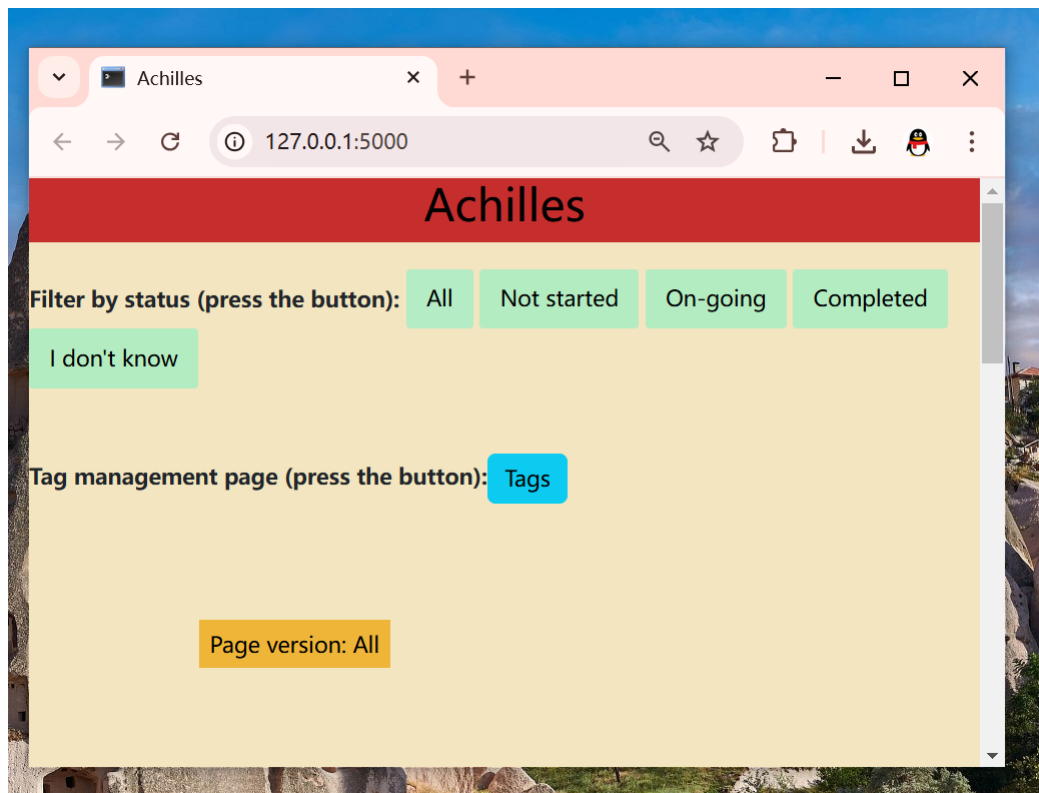 Achilles
127.0.0.1:5000
Achilles
Filter by status (press the button): All Not started On-going Completed
I don't know
Tag management page (press the button): Tags
Page version: All